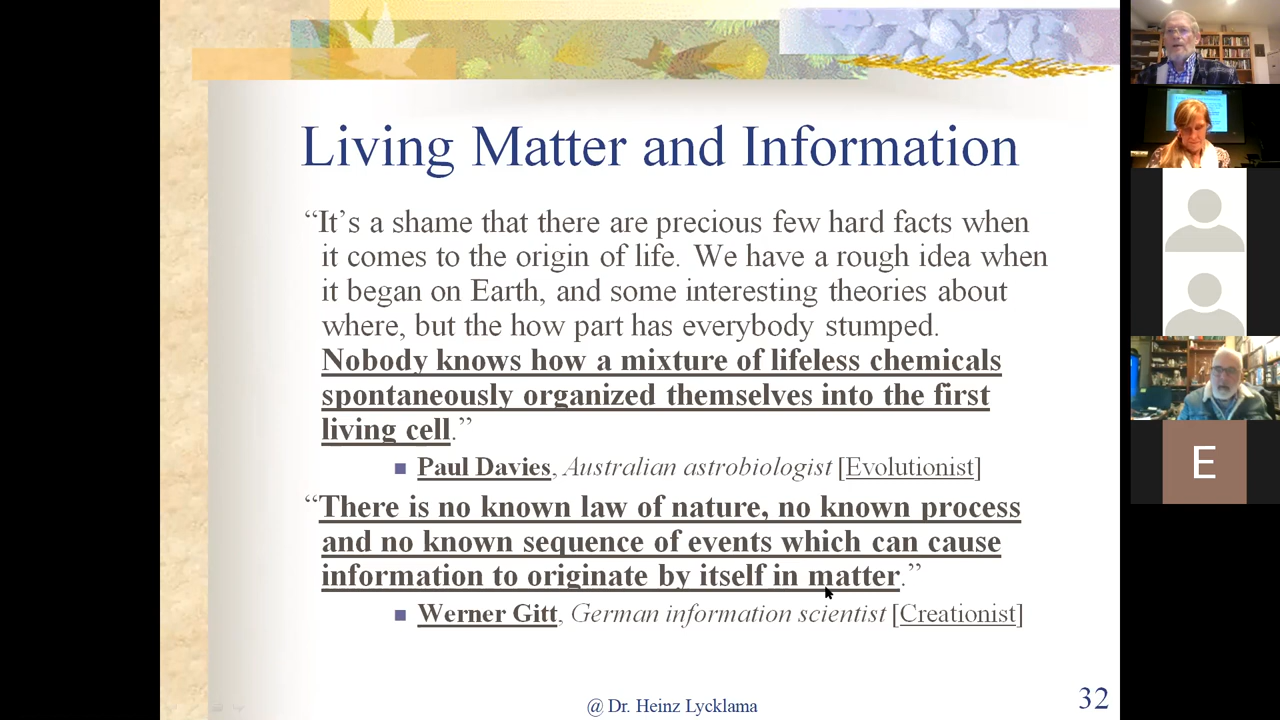 Living Matter and Information
“It’s a shame that there are precious few hard facts when
it comes to the origin of life. We have a rough idea when
it began on Earth, and some interesting theories about
where, but the how part has everybody stumped.
Nobody knows how a mixture of lifeless chemicals
spontaneously organized themselves into the first
living cell.”
Paul Davies, Australian astrobiologist [Evolutionist]
“There is no known law of nature, no known process
and no known sequence of events which can cause
information to originate by itself in matter.”
Werner Gitt, German information scientist [Creationist]
@ Dr. Heinz Lycklama
32
E